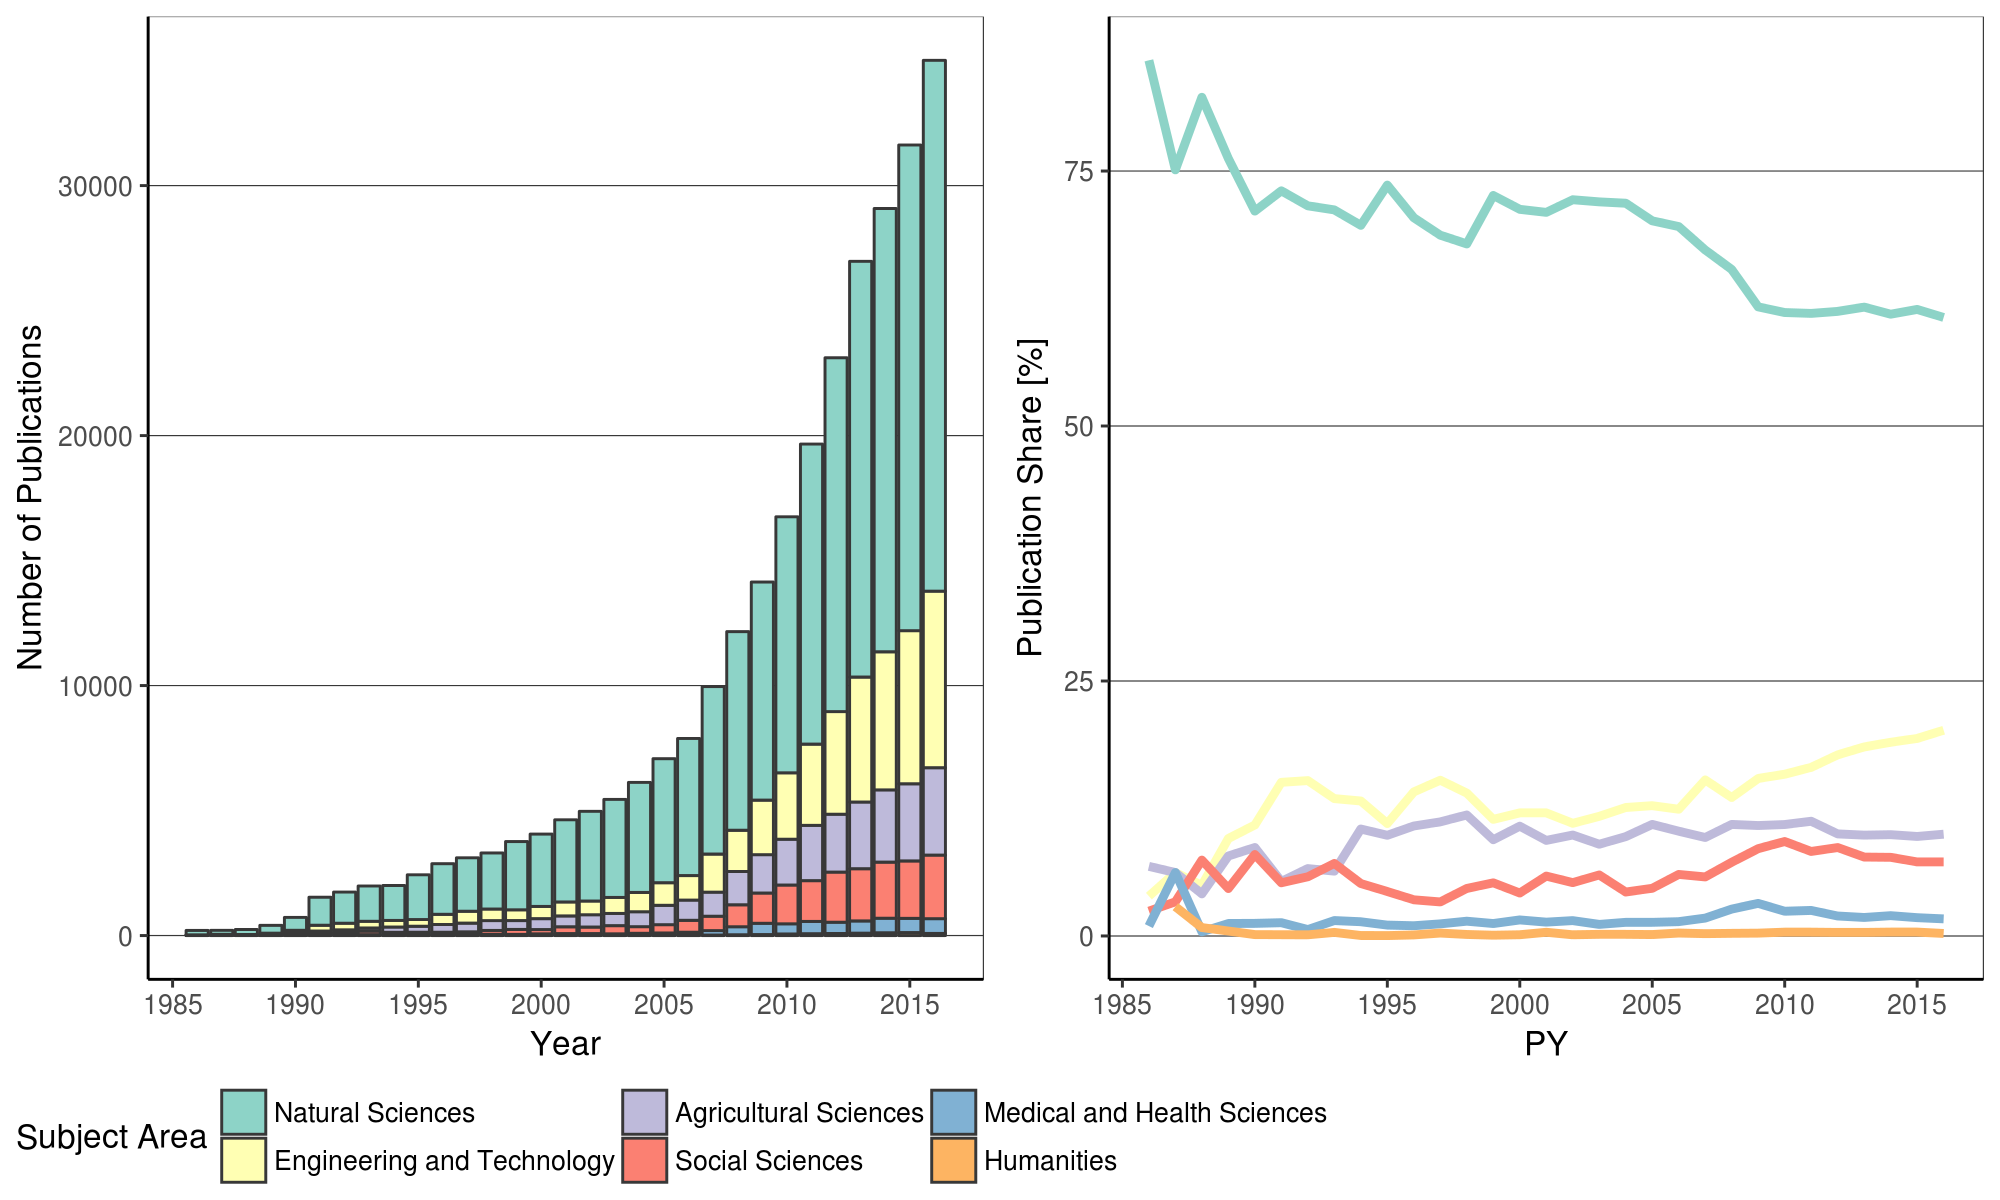 Number of Publications
30000
20000
10000
0
1985 1990 1995 2000 2005 2010 2015
Year
Publication Share [%]
75
50
25
0
1985 1990 1995 2000 2005 2010 2015
PY
Subject Area
Natural Sciences Agricultural Sciences Medical and Health Sciences
Engineering and Technology Social Sciences Humanities